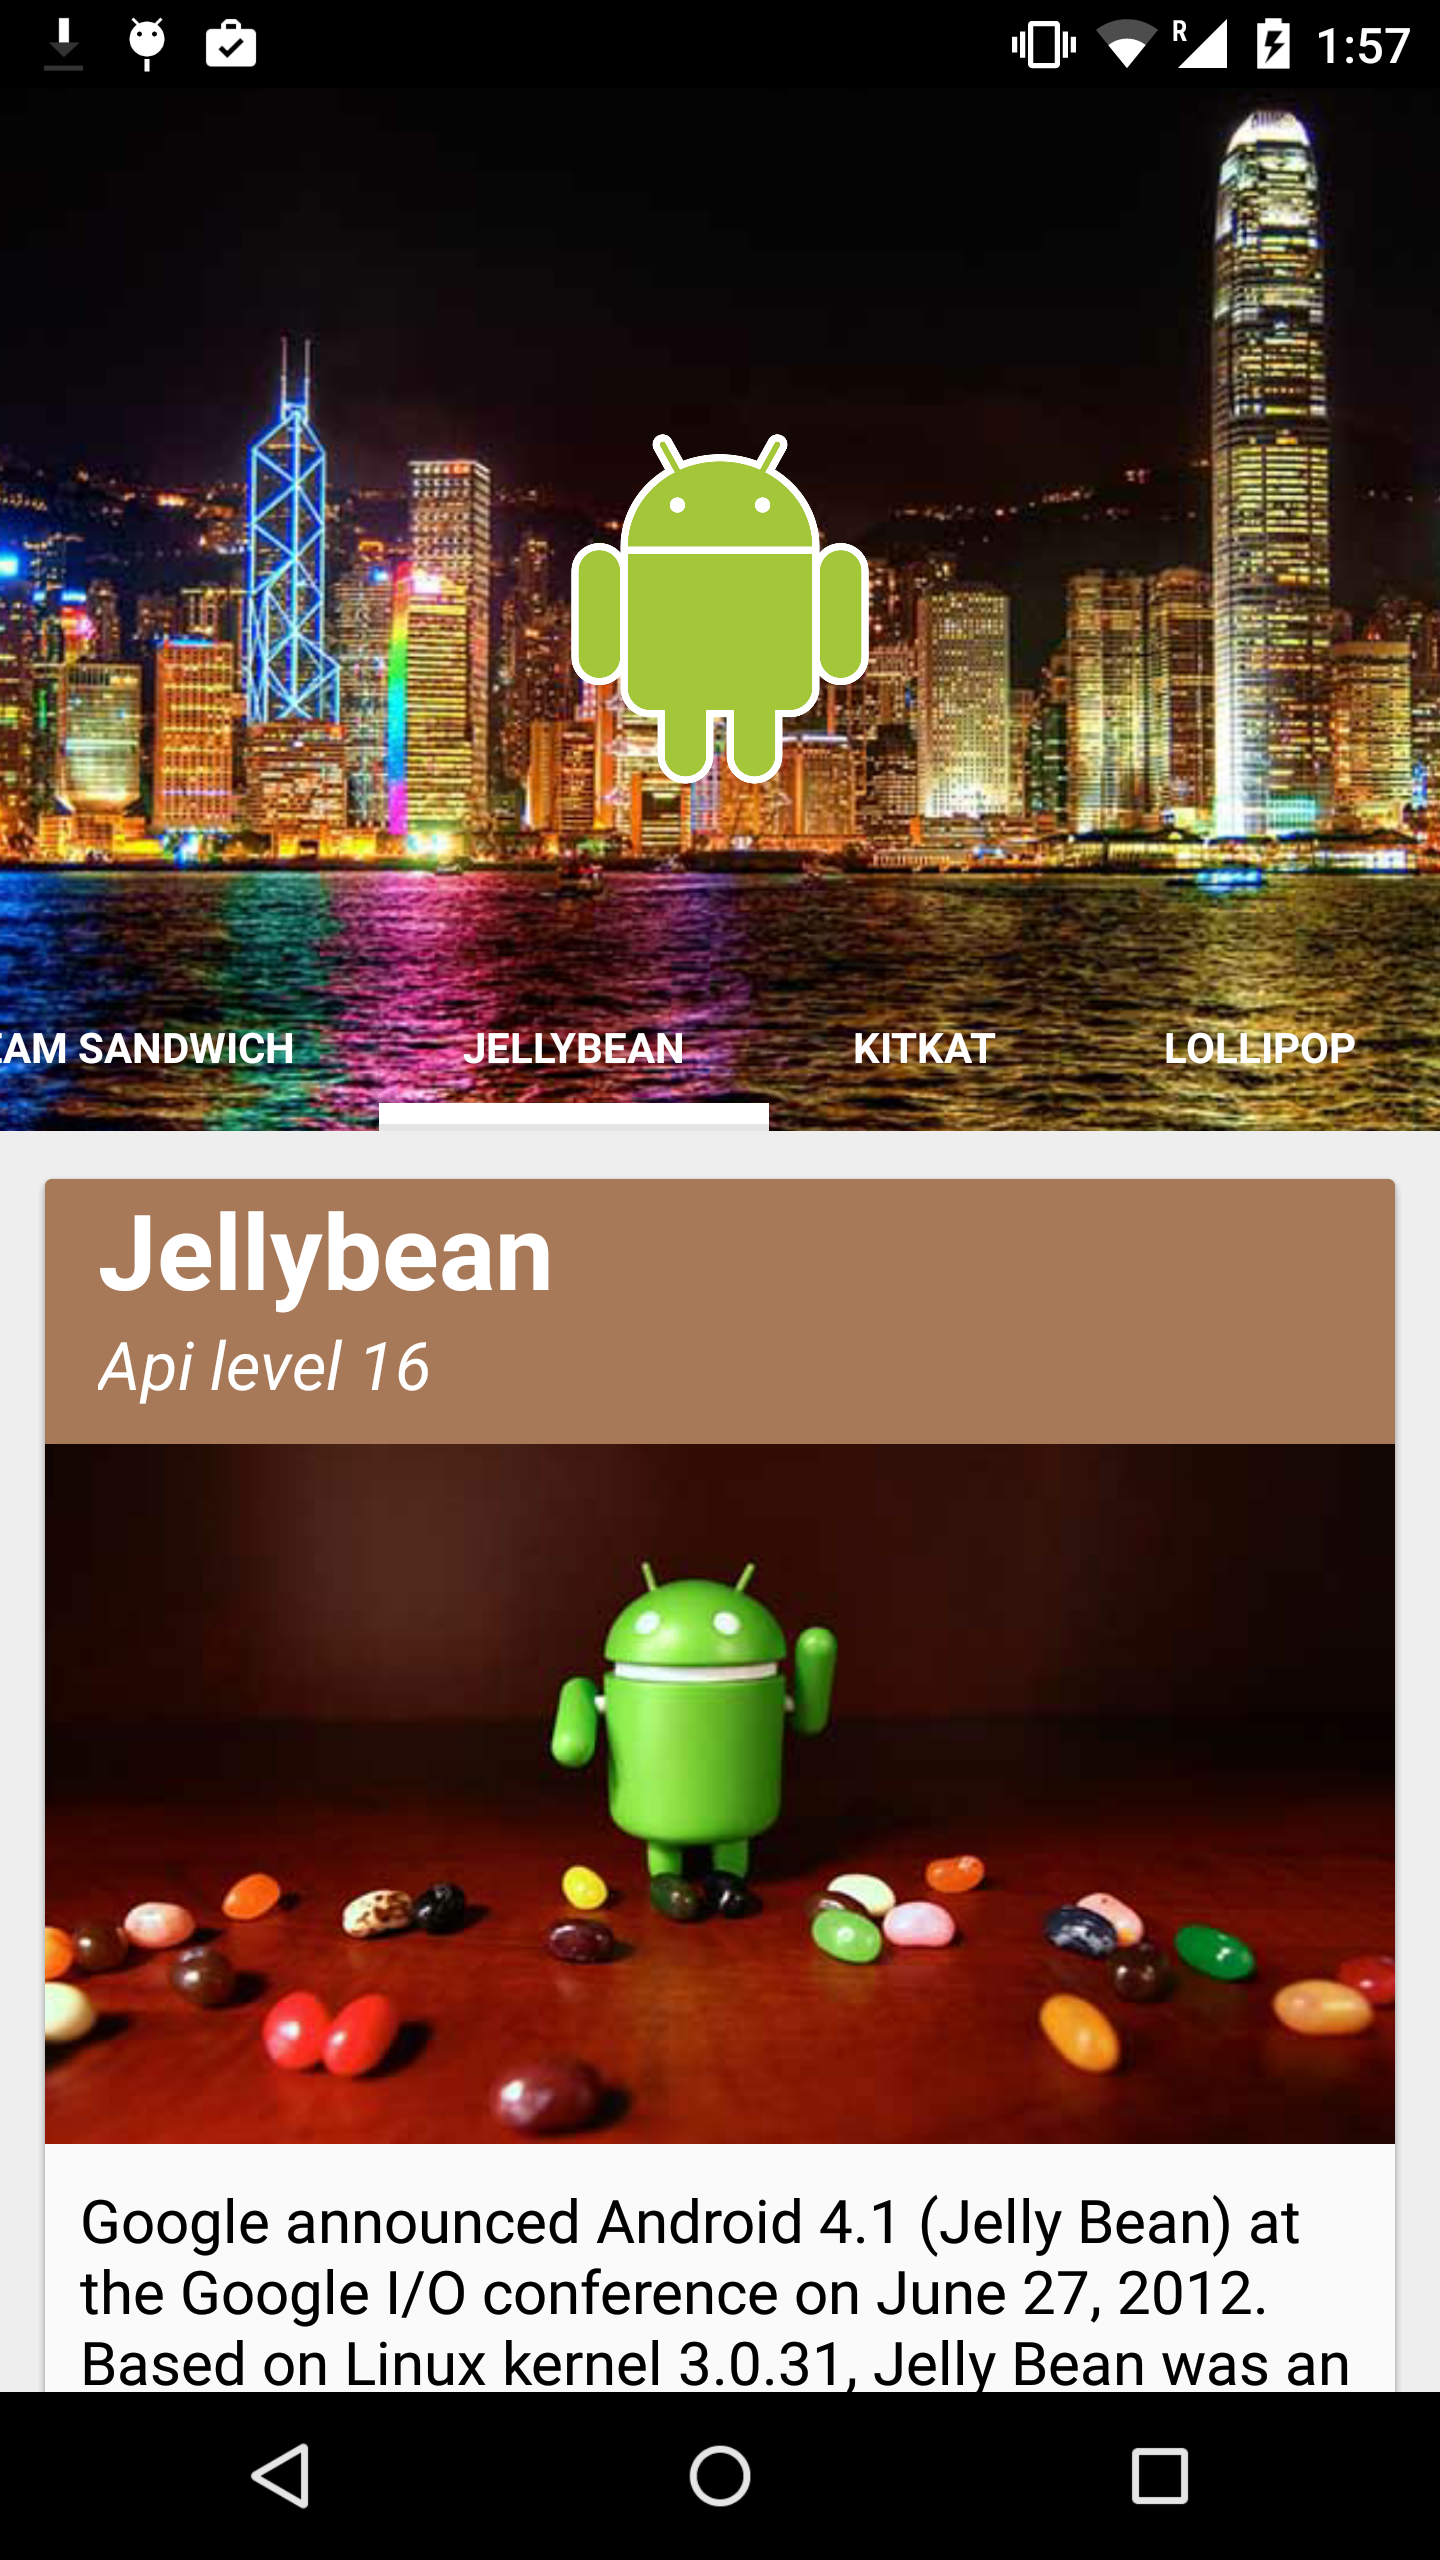 R 1:57
EAM SANDWICH JELLYBEAN KITKAT LOLLIPOP
Jellybean
Api level 16
Google announced Android 4.1 (Jelly Bean) at
the Google I/O conference on June 27, 2012.
Based on Linux kernel 3.0.31, Jelly Bean was an